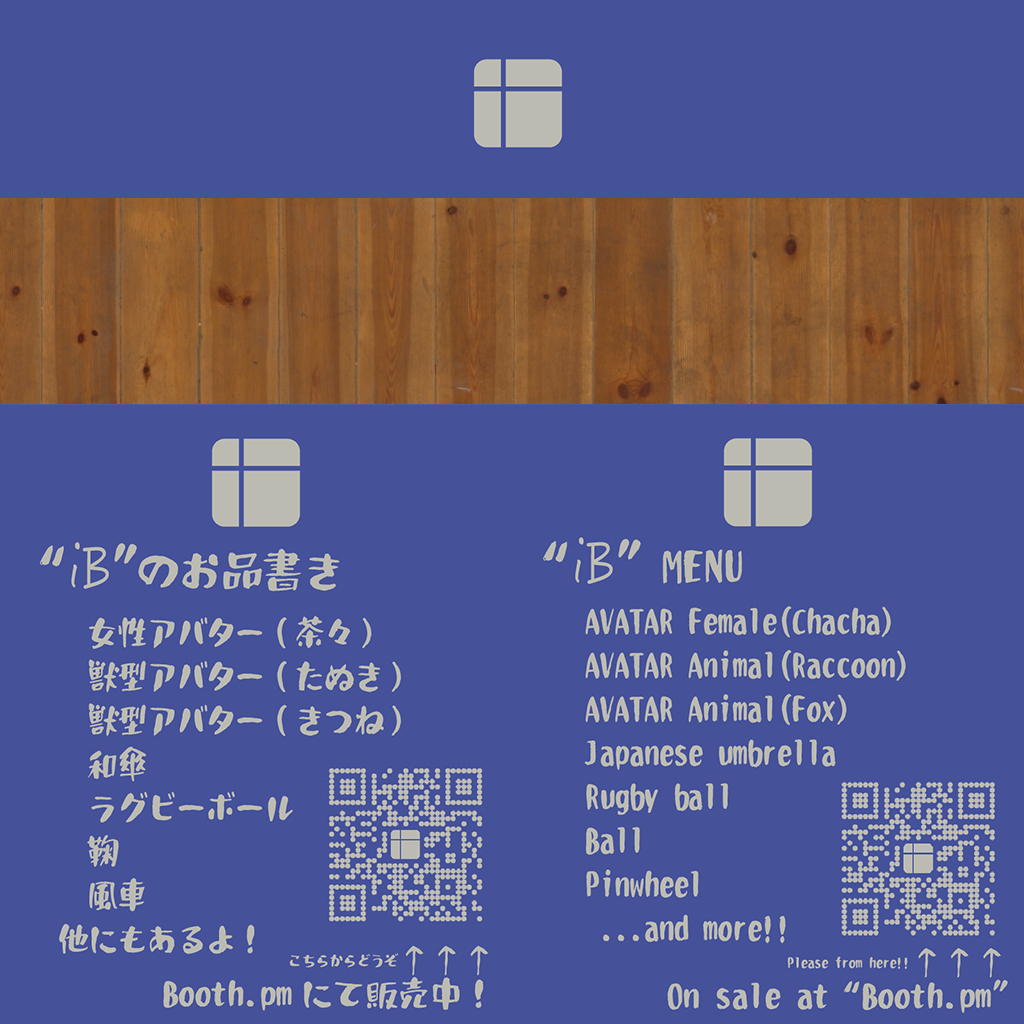 “iB”のお品書き
女性アバター(茶々)
獣型アバター(たぬき)
獣型アバター(きつね)
和傘
ラグビーボール
鞠
風車
他にもあるよ！
こちらからどうぞ↑↑↑
Booth.pmにて販売中！
“iB” MENU
AVATAR Female(Chacha)
AVATAR Animal(Raccoon)
AVATAR Animal(Fox)
Japanese umbrella
Rugby ball
Ball
Pinwheel
...and more!!
Please from here!!↑↑↑
On sale at “Booth.pm”